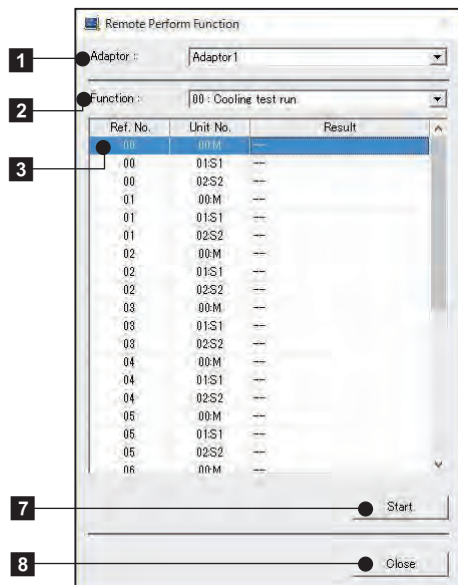 Remote Perform Function
1 Adaptor : Adaptor1
2 Function : 00 : Cooling test run
Ref. No. Unit No. Result
3 00 00:M ---
00 01:S1 ---
00 02:S2 ---
01 00:M ---
01 01:S1 ---
01 02:S2 ---
02 00:M ---
02 01:S1 ---
02 02:S2 ---
03 00:M ---
03 01:S1 ---
03 02:S2 ---
04 00:M ---
04 01:S1 ---
04 02:S2 ---
05 00:M ---
05 01:S1 ---
05 02:S2 ---
06 00:M ---
7 Start
8 Close